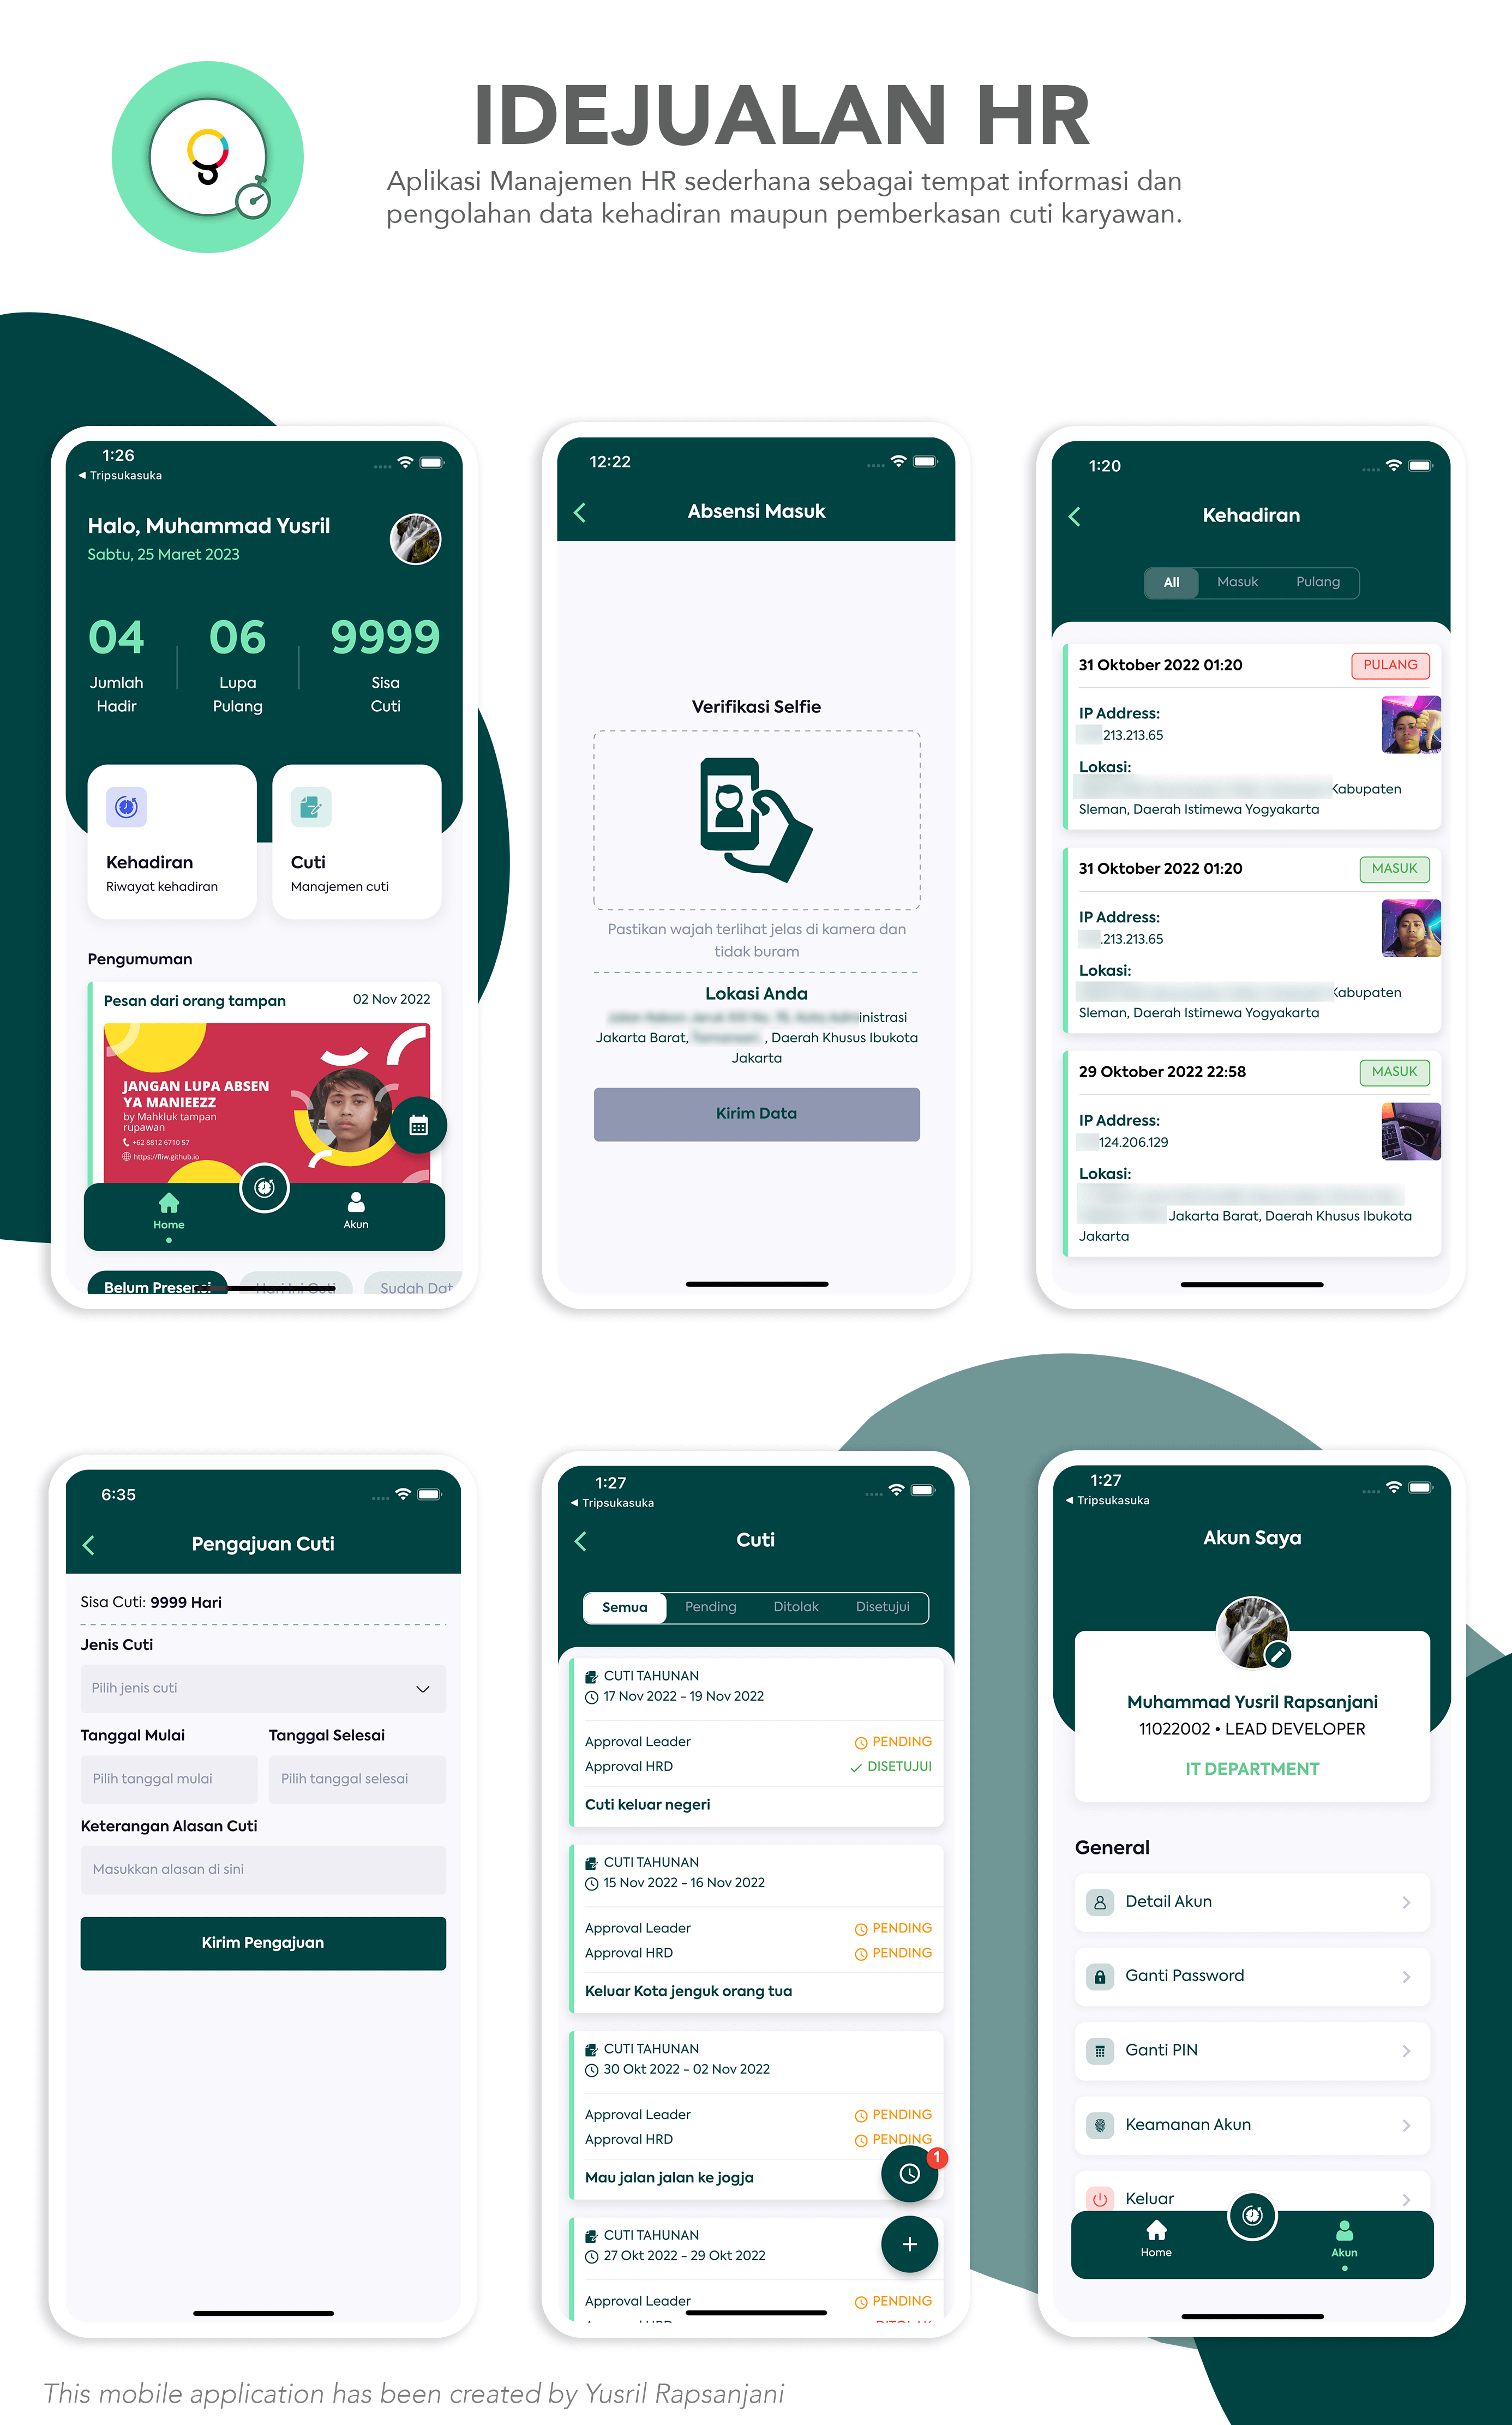 IDEJUALAN HR
Aplikasi Manajemen HR sederhana sebagai tempat informasi dan
pengolahan data kehadiran maupun pemberkasan cuti karyawan.
1:26
◀ Tripsukasuka
Halo, Muhammad Yusril
Sabtu, 25 Maret 2023
04
06
9999
Jumlah
Hadir
Lupa
Pulang
Sisa
Cuti
Kehadiran
Riwayat kehadiran
Cuti
Manajemen cuti
Pengumuman
Pesan dari orang tampan
02 Nov 2022
JANGAN LUPA ABSEN
YA MANIEEZZ
by Mahkluk tampan
rupawan
+62 8812 6710 57
https://fliw.github.io
Home
Akun
Belum Presensi
Hari Ini Cuti
Sudah Dat
12:22
Absensi Masuk
Verifikasi Selfie
Pastikan wajah terlihat jelas di kamera dan
tidak buram
Lokasi Anda
inistrasi
Jakarta Barat, , Daerah Khusus Ibukota
Jakarta
Kirim Data
1:20
Kehadiran
All
Masuk
Pulang
31 Oktober 2022 01:20
PULANG
IP Address:
213.213.65
Lokasi:
Kabupaten
Sleman, Daerah Istimewa Yogyakarta
31 Oktober 2022 01:20
MASUK
IP Address:
.213.213.65
Lokasi:
Kabupaten
Sleman, Daerah Istimewa Yogyakarta
29 Oktober 2022 22:58
MASUK
IP Address:
124.206.129
Lokasi:
Jakarta Barat, Daerah Khusus Ibukota
Jakarta
6:35
Pengajuan Cuti
Sisa Cuti: 9999 Hari
Jenis Cuti
Pilih jenis cuti
Tanggal Mulai
Tanggal Selesai
Pilih tanggal mulai
Pilih tanggal selesai
Keterangan Alasan Cuti
Masukkan alasan di sini
Kirim Pengajuan
1:27
◀ Tripsukasuka
Cuti
Semua
Pending
Ditolak
Disetujui
CUTI TAHUNAN
17 Nov 2022 - 19 Nov 2022
Approval Leader
PENDING
Approval HRD
DISETUJUI
Cuti keluar negeri
CUTI TAHUNAN
15 Nov 2022 - 16 Nov 2022
Approval Leader
PENDING
Approval HRD
PENDING
Keluar Kota jenguk orang tua
CUTI TAHUNAN
30 Okt 2022 - 02 Nov 2022
Approval Leader
PENDING
Approval HRD
PENDING
Mau jalan jalan ke jogja
1
CUTI TAHUNAN
27 Okt 2022 - 29 Okt 2022
Approval Leader
PENDING
1:27
◀ Tripsukasuka
Akun Saya
Muhammad Yusril Rapsanjani
11022002 • LEAD DEVELOPER
IT DEPARTMENT
General
Detail Akun
Ganti Password
Ganti PIN
Keamanan Akun
Keluar
Home
Akun
This mobile application has been created by Yusril Rapsanjani